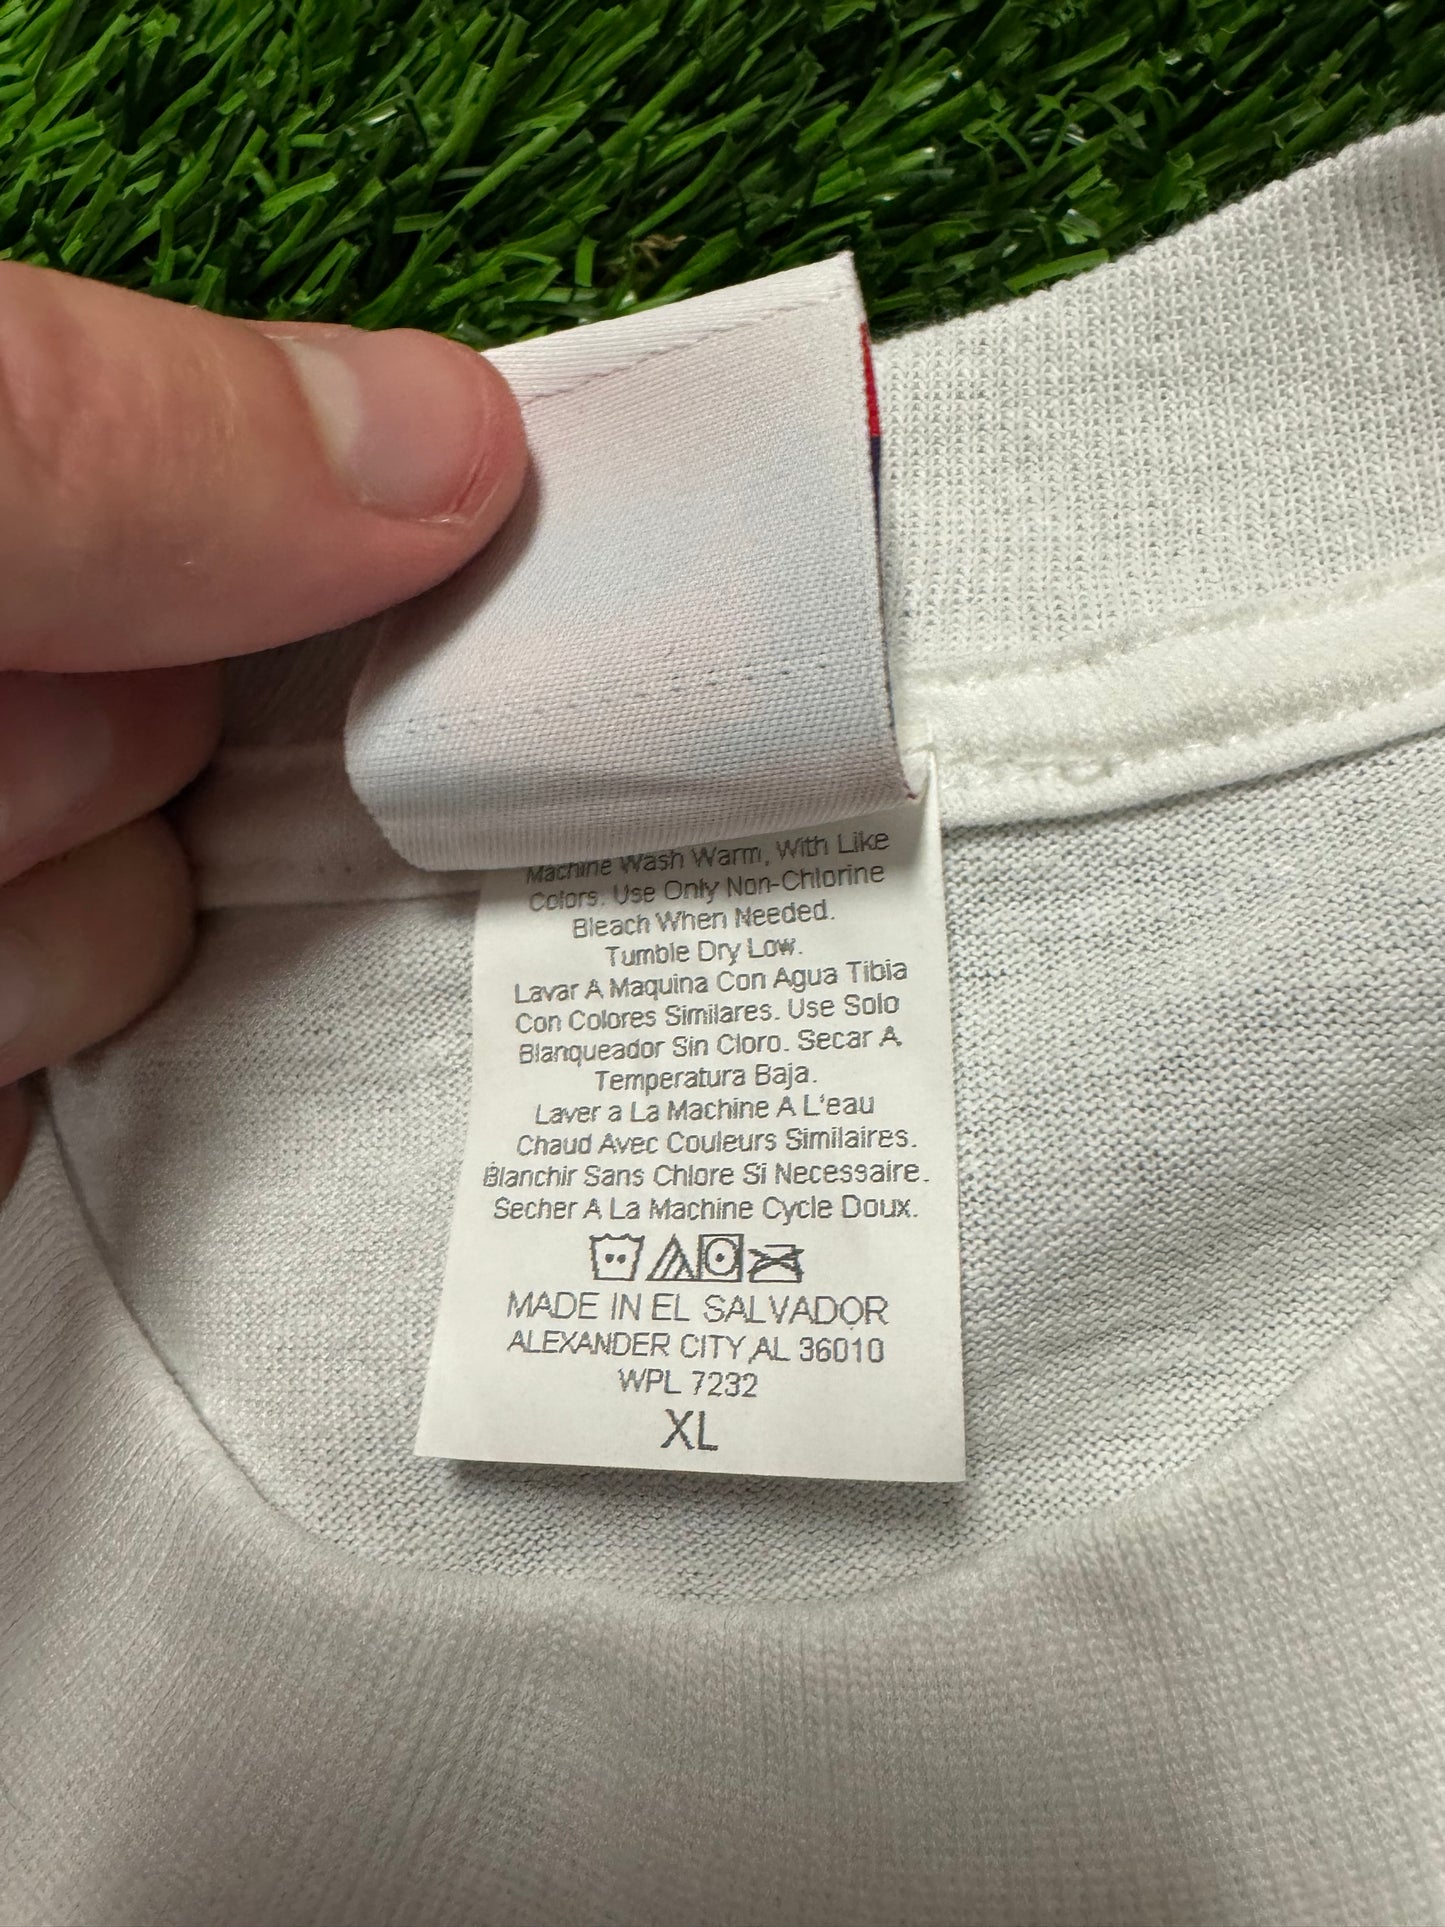 Machine Wash Warm, With Like
Colors. Use Only Non-Chlorine
Bleach When Needed.
Tumble Dry Low.
Lavar A Maquina Con Agua Tibia
Con Colores Similares. Use Solo
Blanqueador Sin Cloro. Secar A
Temperatura Baja.
Laver a La Machine A L'eau
Chaud Avec Couleurs Similaires.
Blanchir Sans Chlore Si Necessaire.
Secher A La Machine Cycle Doux.
MADE IN EL SALVADOR
ALEXANDER CITY,AL 36010
WPL 7232
XL